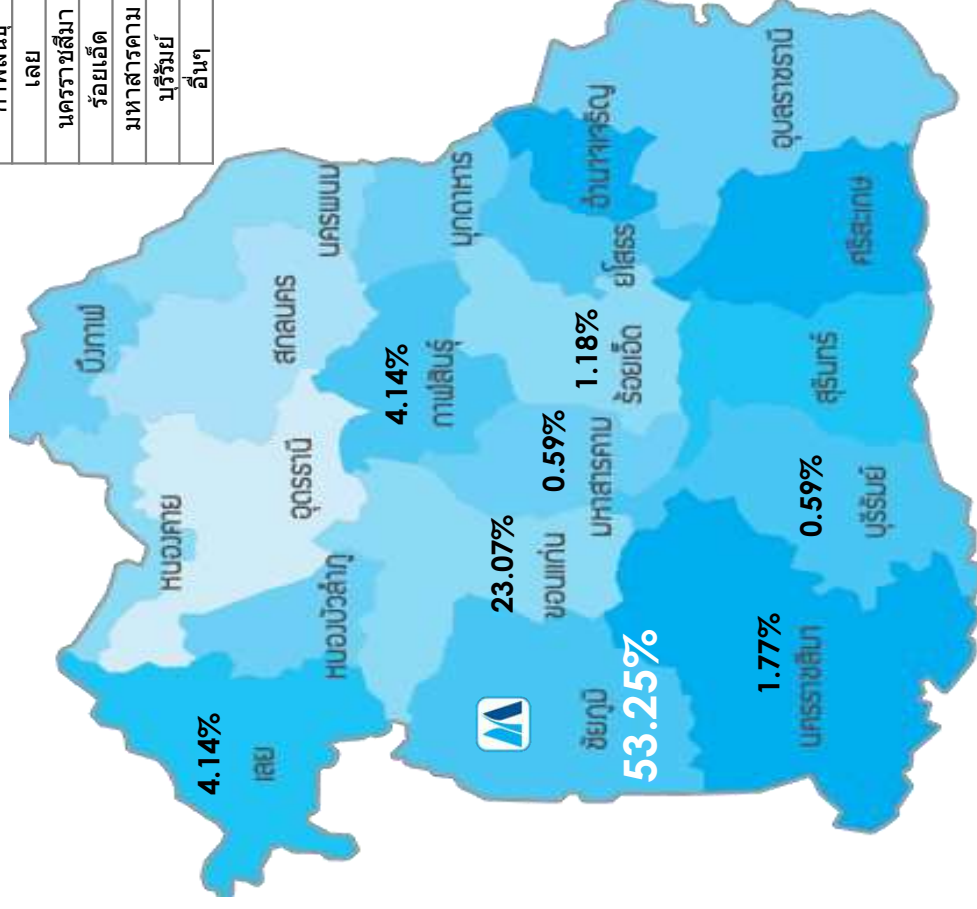 เลย
นครราชสีมา
ร้อยเอ็ด
มหาสารคาม
บุรีรัมย์
อื่นๆ
บึงกาฬ
หนองคาย
นครพนม
สกลนคร
อุดรธานี
หนองบัวลำภู
4.14%
เลย
มุกดาหาร
4.14%
กาฬสินธุ์
23.07%
ขอนแก่น
0.59%
มหาสารคาม
1.18%
ร้อยเอ็ด
ยโสธร
อำนาจเจริญ
อุบลราชธานี
ชัยภูมิ
53.25%
ศรีสะเกษ
สุรินทร์
0.59%
บุรีรัมย์
1.77%
นครราชสีมา